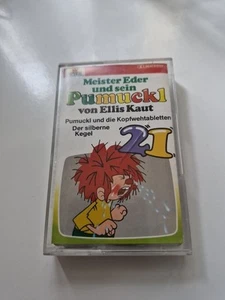 Meister Eder
und sein
Pumuckl
von Ellis Kaut
Pumuckl und die Kopfwehtabletten
Der silberne
Kegel
21